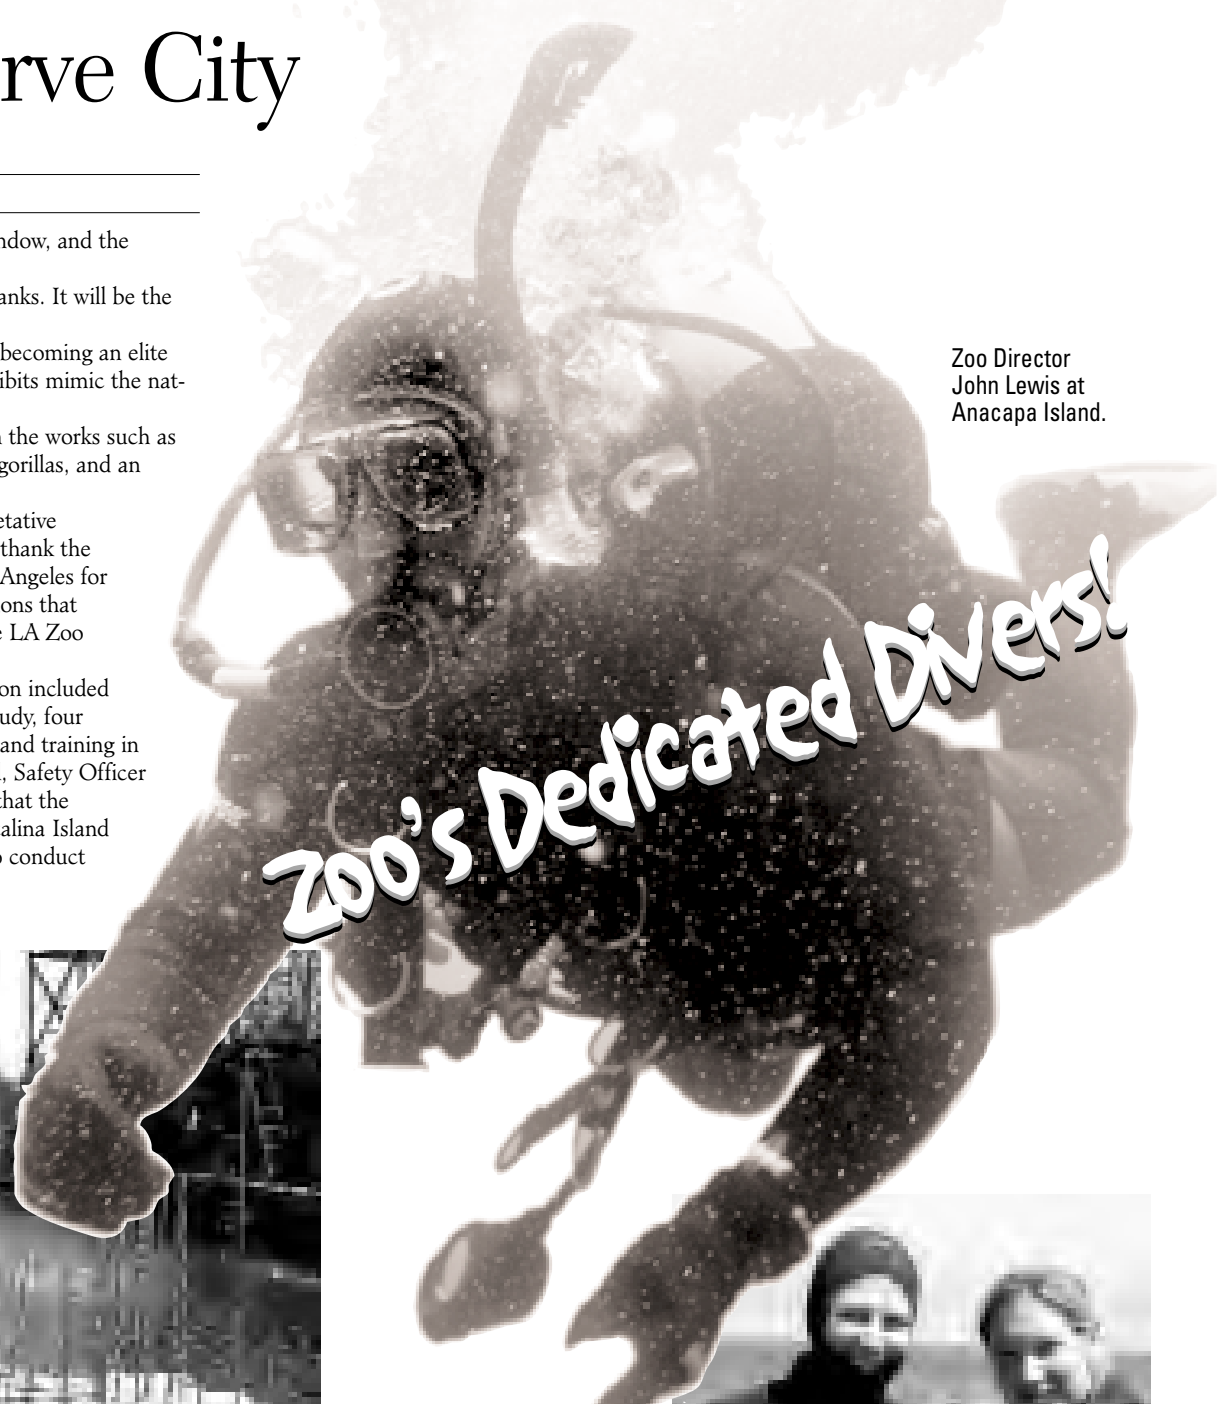 rve City
ndow, and the
anks. It will be the
becoming an elite
ibits mimic the nat-
the works such as
gorillas, and an
etative
thank the
Angeles for
ons that
LA Zoo
on included
udy, four
and training in
, Safety Officer
that the
alina Island
conduct
Zoo Director
John Lewis at
Anacapa Island.
Zoo's Dedicated Divers!